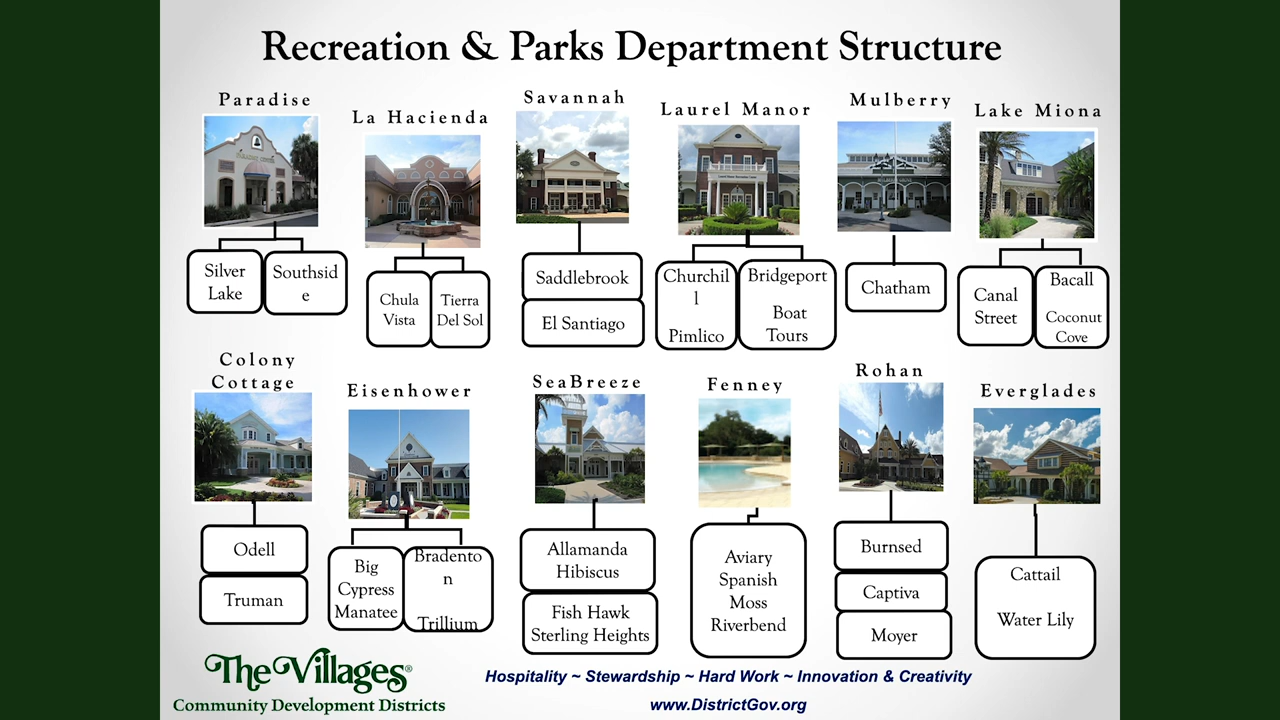 Recreation & Parks Department Structure
Paradise
La Hacienda
Savannah
Laurel Manor
Mulberry
Lake Miona
Silver
Lake
Southsid
e
Chula
Vista
Tierra
Del Sol
Saddlebrook
El Santiago
Churchil
l
Pimlico
Bridgeport
Boat
Tours
Chatham
Canal
Street
Bacall
Coconut
Cove
Colony
Cottage
Eisenhower
SeaBreeze
Fenney
Rohan
Everglades
Odell
Truman
Big
Cypress
Manatee
Bradento
n
Trillium
Allamanda
Hibiscus
Fish Hawk
Sterling Heights
Aviary
Spanish
Moss
Riverbend
Burnsed
Captiva
Moyer
Cattail
Water Lily
The Villages®
Community Development Districts
Hospitality ~ Stewardship ~ Hard Work ~ Innovation & Creativity
www.DistrictGov.org